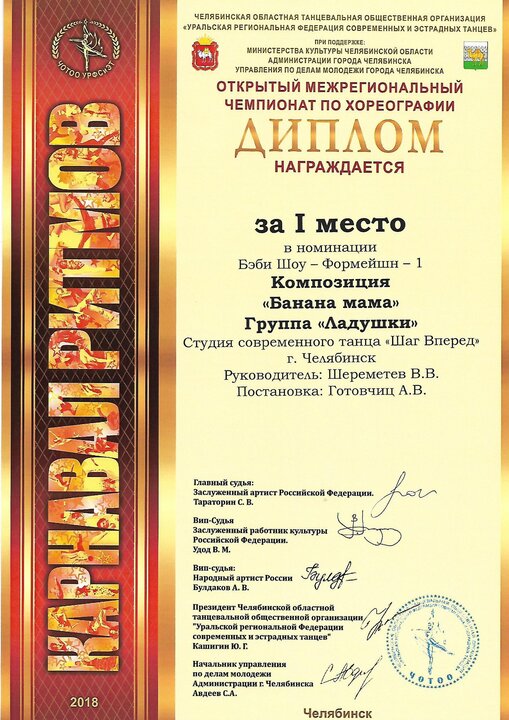 ЧЕЛЯБИНСКАЯ ОБЛАСТНАЯ ТАНЦЕВАЛЬНАЯ ОБЩЕСТВЕННАЯ ОРГАНИЗАЦИЯ
"УРАЛЬСКАЯ РЕГИОНАЛЬНАЯ ФЕДЕРАЦИЯ СОВРЕМЕННЫХ И ЭСТРАДНЫХ ТАНЦЕВ"
ПРИ ПОДДЕРЖКЕ:
МИНИСТЕРСТВА КУЛЬТУРЫ ЧЕЛЯБИНСКОЙ ОБЛАСТИ
АДМИНИСТРАЦИИ ГОРОДА ЧЕЛЯБИНСКА
УПРАВЛЕНИЯ ПО ДЕЛАМ МОЛОДЕЖИ ГОРОДА ЧЕЛЯБИНСКА
ОТКРЫТЫЙ МЕЖРЕГИОНАЛЬНЫЙ
ЧЕМПИОНАТ ПО ХОРЕОГРАФИИ
ДИПЛОМ
НАГРАЖДАЕТСЯ
за I место
в номинации
Бэби Шоу – Формейшн – 1
Композиция
«Банана мама»
Группа «Ладушки»
Студия современного танца «Шаг Вперед»
г. Челябинск
Руководитель: Шереметев В.В.
Постановка: Готовчиц А.В.
Главный судья:
Заслуженный артист Российской Федерации.
Тараторин С. В.
Вип-Судья
Заслуженный работник культуры
Российской Федерации.
Удод В. М.
Вип-судья:
Народный артист России
Булдаков А. В.
Президент Челябинской областной
танцевальной общественной организации
"Уральской региональной Федерации
современных и эстрадных танцев"
Кашигин Ю. Г.
Начальник управления
по делам молодежи
Администрации г. Челябинска
Авдеев С.А.
Челябинск
ЧОТОО УРФСИЭТ
КАРНАВАЛ РИТМОВ
2018
ЧОТОО